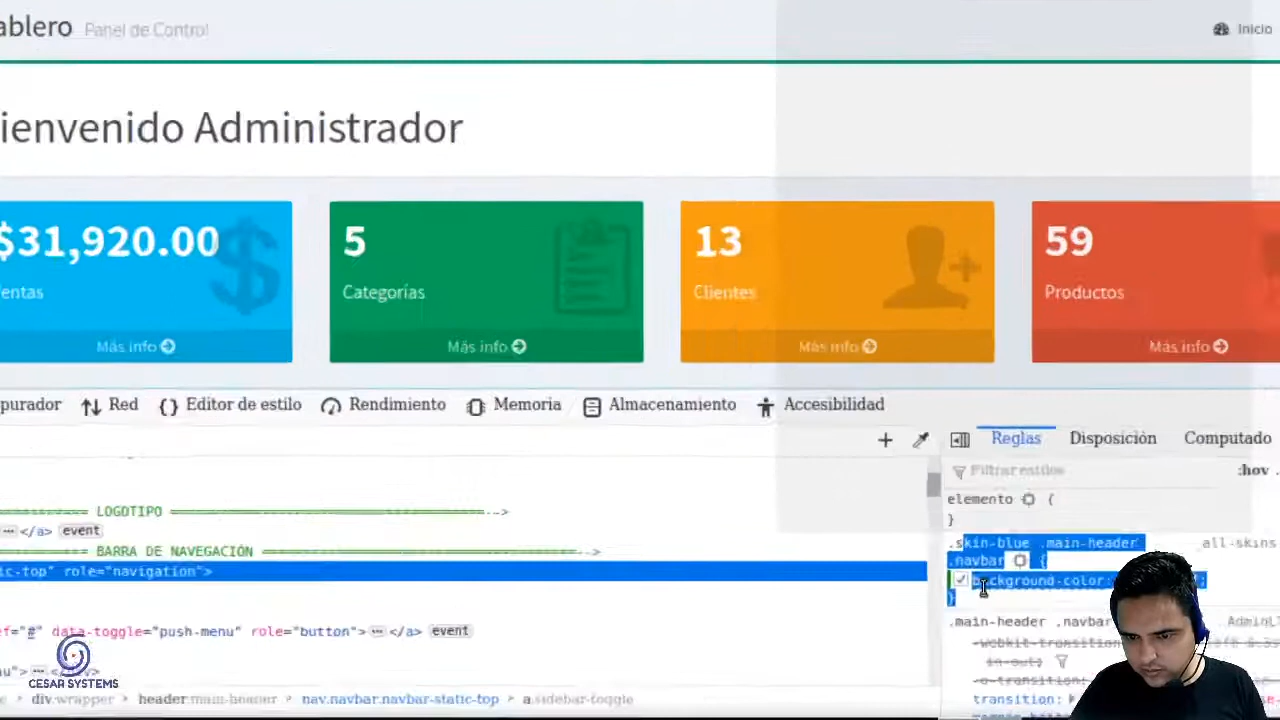 ablero Panel de Control
Inicio
ienvenido Administrador
$31,920.00
entas
Más info
5
Categorías
Más info
13
Clientes
Más info
59
Productos
Más info
purador Red {} Editor de estilo Rendimiento Memoria Almacenamiento Accesibilidad
+
Reglas Disposición Computado
Filtrar estilos :hov
elemento {
}
.skin-blue .main-header all-skins
.navbar {
background-color:
}
.main-header .navbar AdminL
-webkit-transition:
in-out;
-o-transition:
transition:
LOGOTIPO -->
</a> event
BARRA DE NAVEGACIÓN -->
ic-top" role="navigation">
ef="#" data-toggle="push-menu" role="button"> </a> event
CESAR SYSTEMS
div.wrapper header.main-header nav.navbar.navbar-static-top a.sidebar-toggle